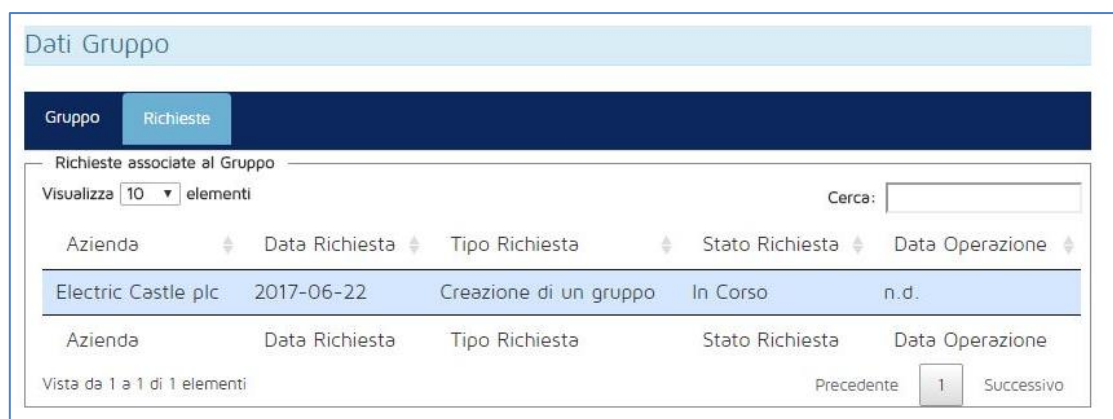 Dati Gruppo
Gruppo Richieste
Richieste associate al Gruppo
Visualizza 10 elementi Cerca:
Azienda Data Richiesta Tipo Richiesta Stato Richiesta Data Operazione
Electric Castle plc 2017-06-22 Creazione di un gruppo In Corso n.d.
Azienda Data Richiesta Tipo Richiesta Stato Richiesta Data Operazione
Vista da 1 a 1 di 1 elementi Precedente 1 Successivo